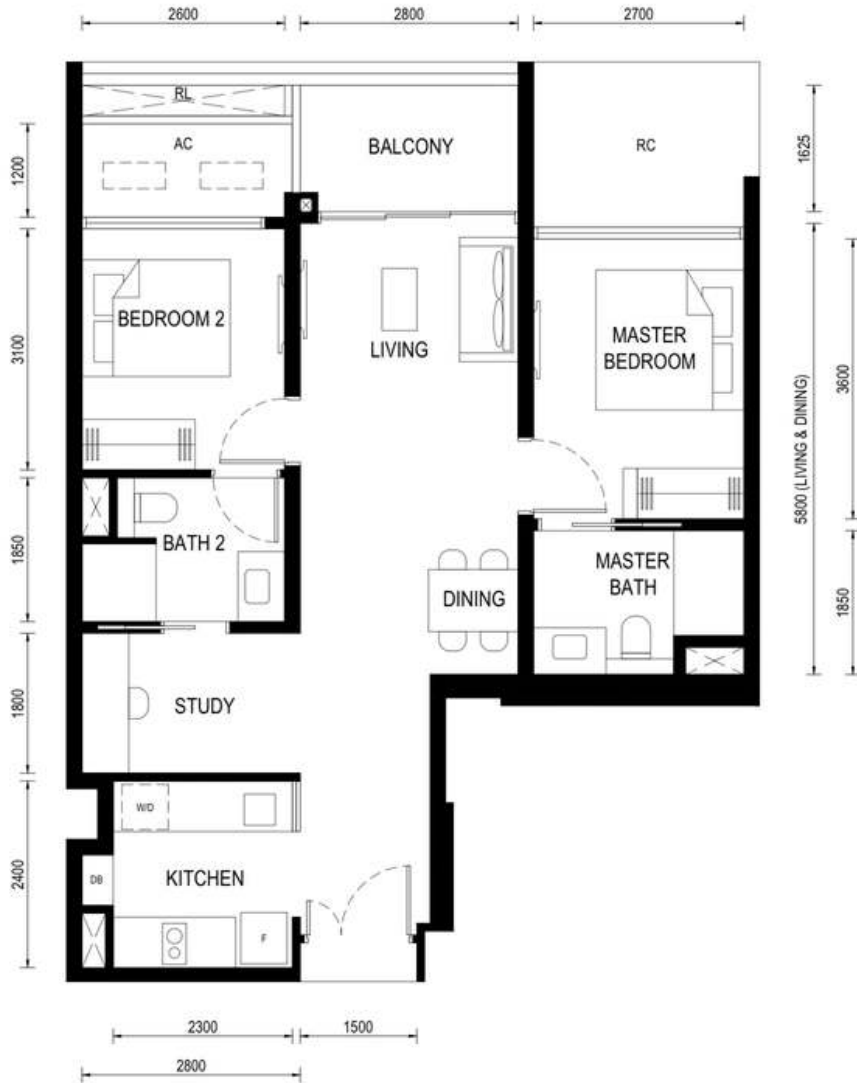 2600
2800
2700
RL
AC
BALCONY
RC
1200
1625
BEDROOM 2
LIVING
MASTER
BEDROOM
3100
3600
5800 (LIVING & DINING)
BATH 2
MASTER
BATH
DINING
1850
1850
STUDY
1800
W/D
KITCHEN
DB
F
2400
2300
1500
2800